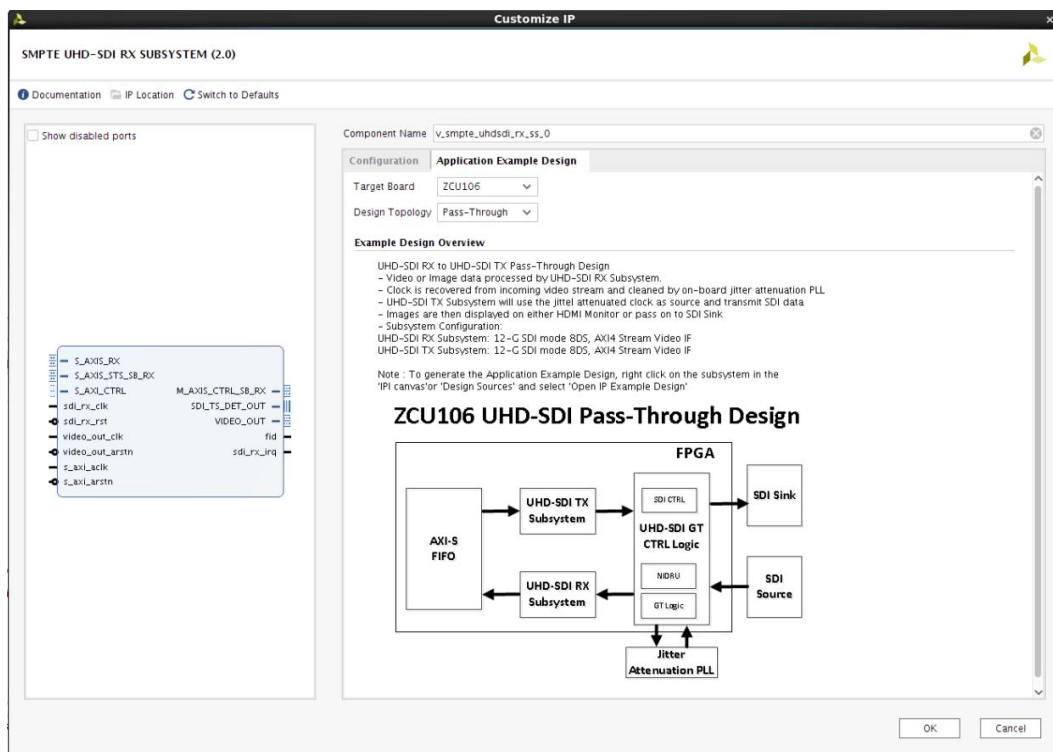 Customize IP
SMPTE UHD-SDI RX SUBSYSTEM (2.0)
Documentation IP Location Switch to Defaults
Show disabled ports
S_AXIS_RX
S_AXIS_STS_SB_RX
S_AXI_CTRL
sdi_rx_clk
sdi_rx_rst
video_out_clk
video_out_arstn
s_axi_aclk
s_axi_arstn
M_AXIS_CTRL_SB_RX
SDI_TS_DET_OUT
VIDEO_OUT
fid
sdi_rx_irq
Component Name v_smpte_uhdsdi_rx_ss_0
Configuration Application Example Design
Target Board ZCU106
Design Topology Pass-Through
Example Design Overview
UHD-SDI RX to UHD-SDI TX Pass-Through Design
- Video or Image data processed by UHD-SDI RX Subsystem.
- Clock is recovered from incoming video stream and cleaned by on-board jitter attenuation PLL
- UHD-SDI TX Subsystem will use the jittel attenuated clock as source and transmit SDI data
- Images are then displayed on either HDMI Monitor or pass on to SDI Sink
- Subsystem Configuration:
UHD-SDI RX Subsystem: 12-G SDI mode 8DS, AXI4 Stream Video IF
UHD-SDI TX Subsystem: 12-G SDI mode 8DS, AXI4 Stream Video IF
Note : To generate the Application Example Design, right click on the subsystem in the
'IPI canvas'or 'Design Sources' and select 'Open IP Example Design'
ZCU106 UHD-SDI Pass-Through Design
FPGA
AXI-S
FIFO
UHD-SDI TX
Subsystem
UHD-SDI RX
Subsystem
SDI CTRL
UHD-SDI GT
CTRL Logic
NIDRU
GT Logic
SDI Sink
SDI
Source
Jitter
Attenuation PLL
OK Cancel